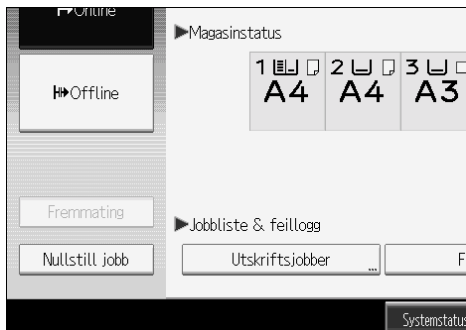 Online
Magasinstatus
1 2 3
A4 A4 A3
Offline
Fremmating
Jobbliste & feillogg
Nullstill jobb
Utskriftsjobber ...
F
Systemstatus